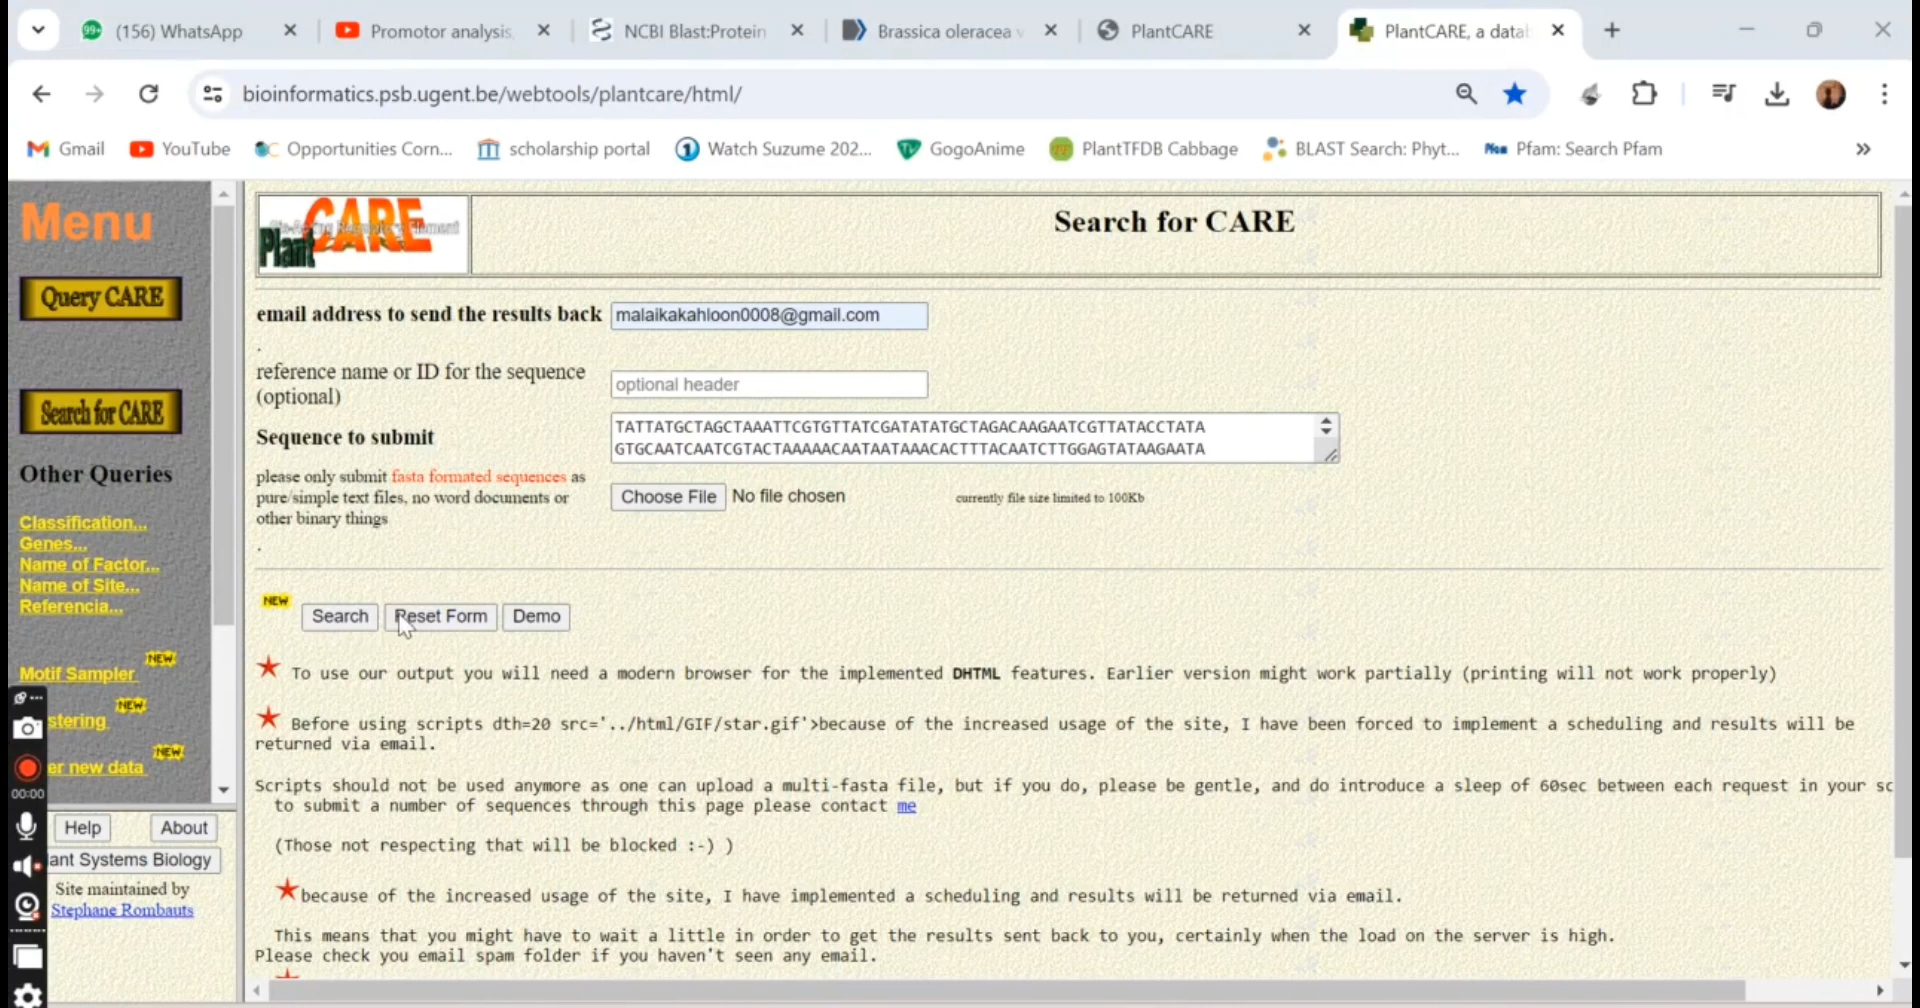 (156) WhatsApp
Promotor analysis
NCBI Blast:Protein
Brassica oleracea v
PlantCARE
PlantCARE, a datab
bioinformatics.psb.ugent.be/webtools/plantcare/html/
Gmail
YouTube
Opportunities Corn...
scholarship portal
Watch Suzume 202...
GogoAnime
PlantTFDB Cabbage
BLAST Search: Phyt...
Pfam: Search Pfam
Menu
Query CARE
Search for CARE
Other Queries
Classification...
Genes...
Name of Factor...
Name of Site...
Referencia...
NEW
Motif Sampler
NEW
stering
NEW
er new data
00:00
Help
About
lant Systems Biology
Site maintained by
Stephane Rombauts
Plant CARE
Search for CARE
email address to send the results back
malaikakahloon0008@gmail.com
.
reference name or ID for the sequence
(optional)
optional header
Sequence to submit
TATTATGCTAGCTAAATTCGTGTTATCGATATATGCTAGACAAGAATCGTTATACCTATA
GTGCAATCAATCGTACTAAAAACAATAATAAACACTTTACAATCTTGGAGTATAAGAATA
please only submit fasta formated sequences as
pure/simple text files, no word documents or
other binary things
Choose File No file chosen
currently file size limited to 100Kb
.
NEW
Search
Reset Form
Demo
To use our output you will need a modern browser for the implemented DHTML features. Earlier version might work partially (printing will not work properly)
Before using scripts dth=20 src='../html/GIF/star.gif'>because of the increased usage of the site, I have been forced to implement a scheduling and results will be
returned via email.
Scripts should not be used anymore as one can upload a multi-fasta file, but if you do, please be gentle, and do introduce a sleep of 60sec between each request in your sc
to submit a number of sequences through this page please contact me
(Those not respecting that will be blocked :-) )
because of the increased usage of the site, I have implemented a scheduling and results will be returned via email.
This means that you might have to wait a little in order to get the results sent back to you, certainly when the load on the server is high.
Please check you email spam folder if you haven't seen any email.